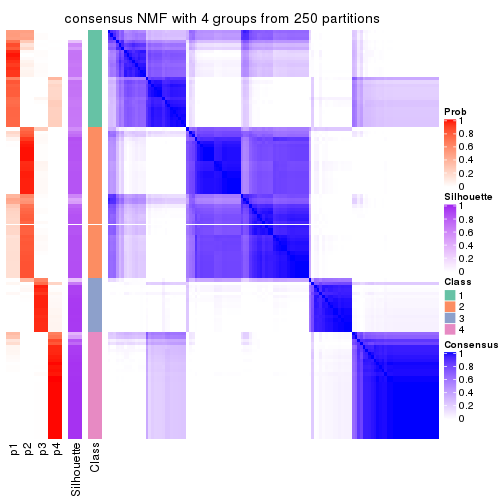 consensus NMF with 4 groups from 250 partitions
Prob
1
0.8
0.6
0.4
0.2
0
Silhouette
1
0.8
0.6
0.4
0.2
0
Class
1
2
3
4
Consensus
1
0.8
0.6
0.4
0.2
0
p1
p2
p3
p4
Silhouette
Class